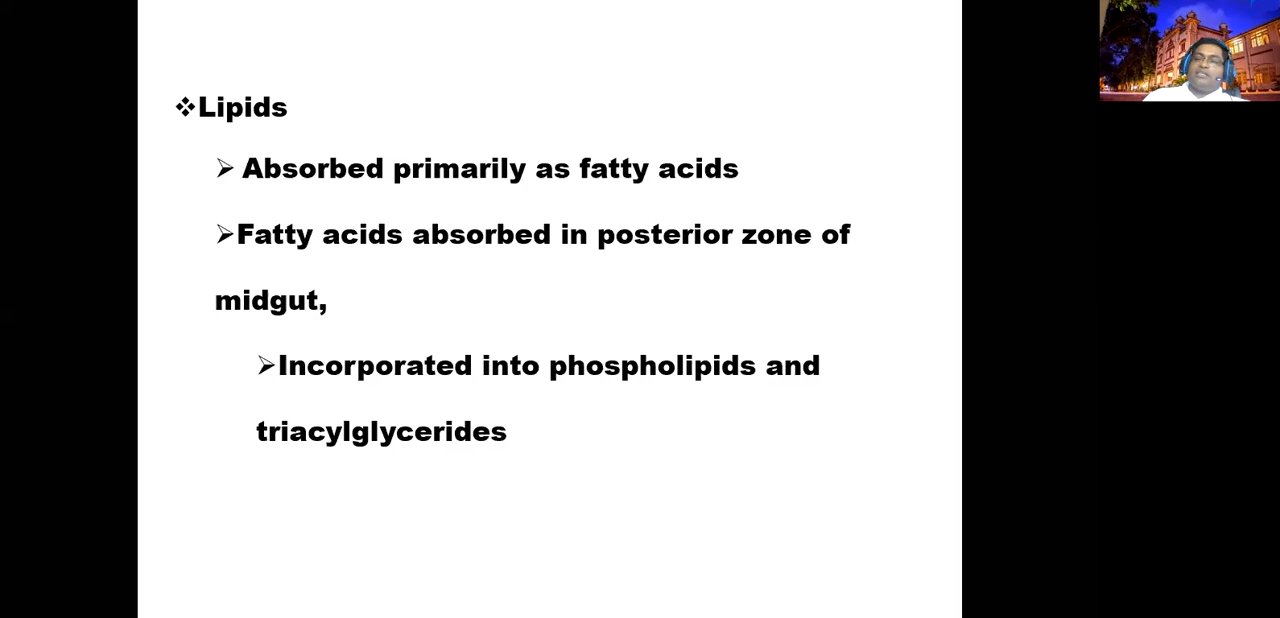 ❖Lipids
➢ Absorbed primarily as fatty acids
➢Fatty acids absorbed in posterior zone of
midgut,
➢Incorporated into phospholipids and
triacylglycerides